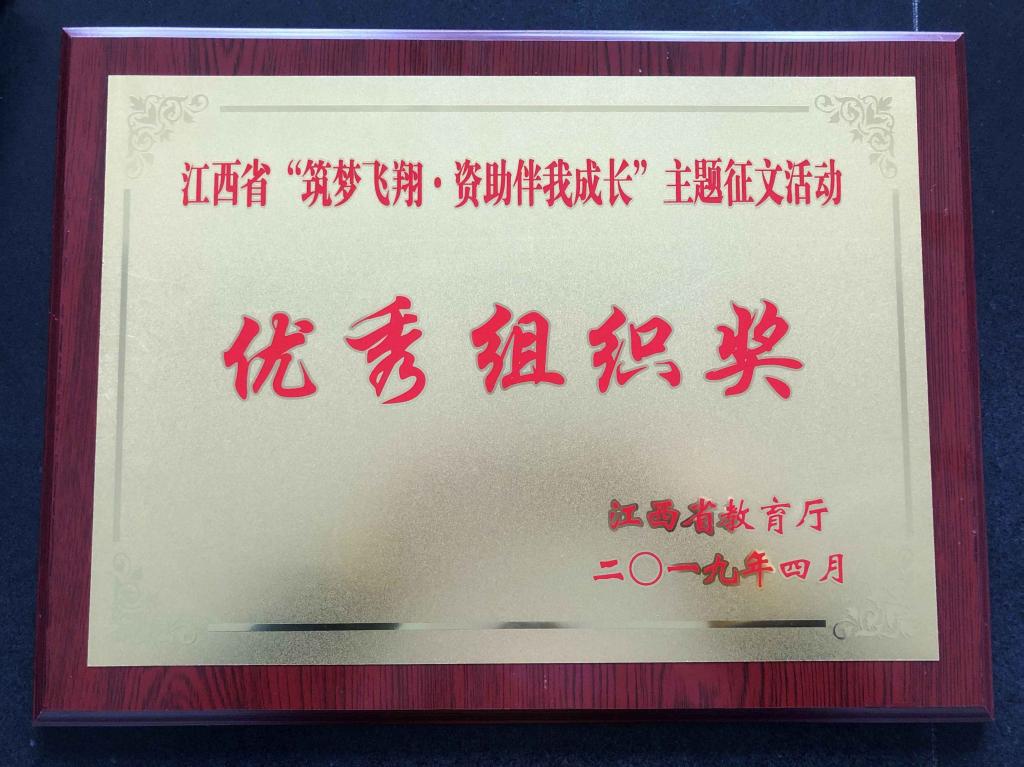 江西省“筑梦飞翔·资助伴我成长”主题征文活动
优秀组织奖
江西省教育厅
二〇一九年四月